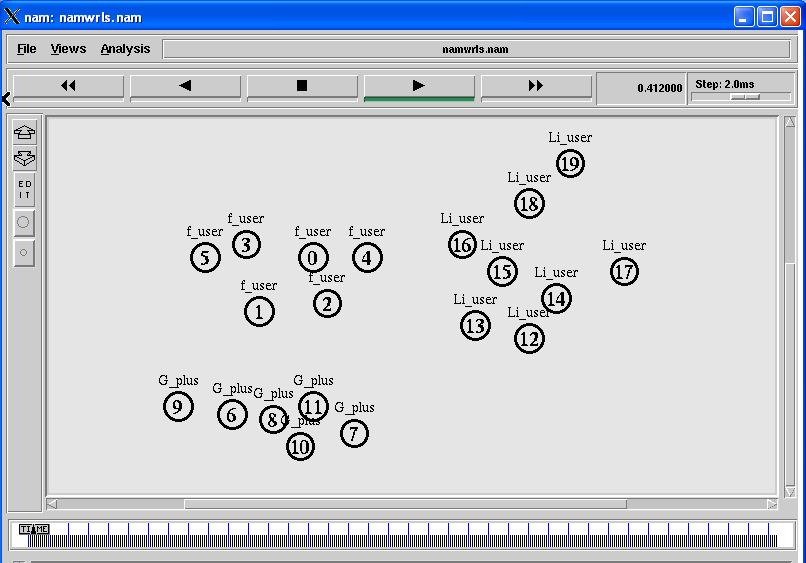 nam: namwrls.nam
File Views Analysis namwrls.nam
0.412000 Step: 2.0ms
ED
IT
Li_user
19
Li_user
18
f_user
3
f_user
5
f_user
0
f_user
4
Li_user
16
Li_user
15
Li_user
17
f_user
1
f_user
2
Li_user
14
Li_user
13
Li_user
12
G_plus
9
G_plus
6
G_plus
8
G_plus
11
G_plus
10
G_plus
7
TIME